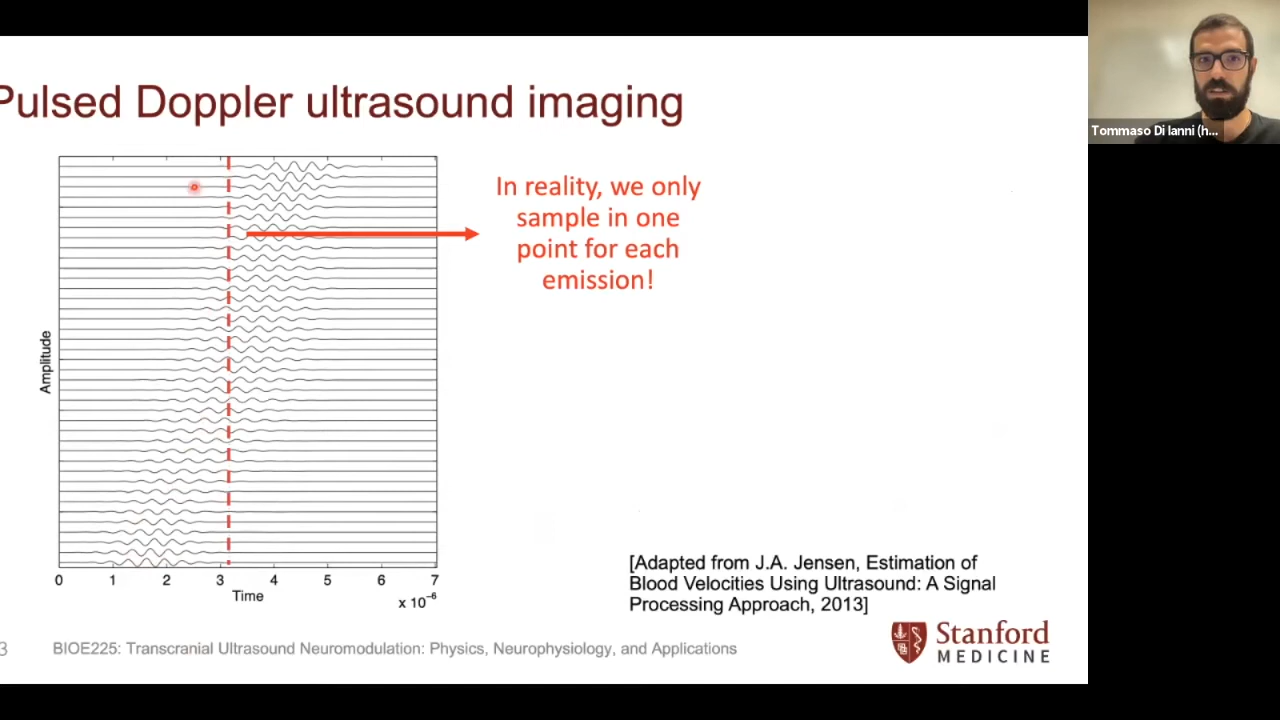 Pulsed Doppler ultrasound imaging
Tommaso Di Ianni (h...
In reality, we only
sample in one
point for each
emission!
Amplitude
0 1 2 3 4 5 6 7
Time
x 10⁻⁶
[Adapted from J.A. Jensen, Estimation of
Blood Velocities Using Ultrasound: A Signal
Processing Approach, 2013]
3 BIOE225: Transcranial Ultrasound Neuromodulation: Physics, Neurophysiology, and Applications
Stanford
MEDICINE